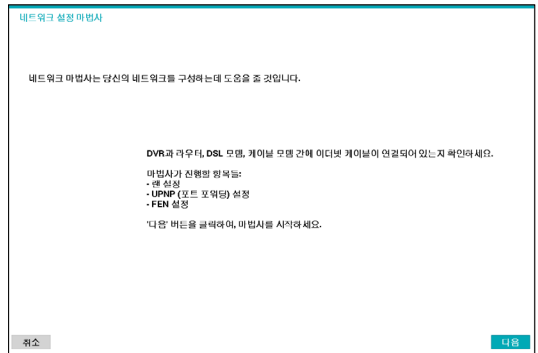 네트워크 설정 마법사
네트워크 마법사는 당신의 네트워크를 구성하는데 도움을 줄 것입니다.
DVR과 라우터, DSL 모뎀, 케이블 모뎀 간에 이더넷 케이블이 연결되어 있는지 확인하세요.
마법사가 진행할 항목들:
- 랜 설정
- UPNP (포트 포워딩) 설정
- FEN 설정
'다음' 버튼을 클릭하여, 마법사를 시작하세요.
취소
다음